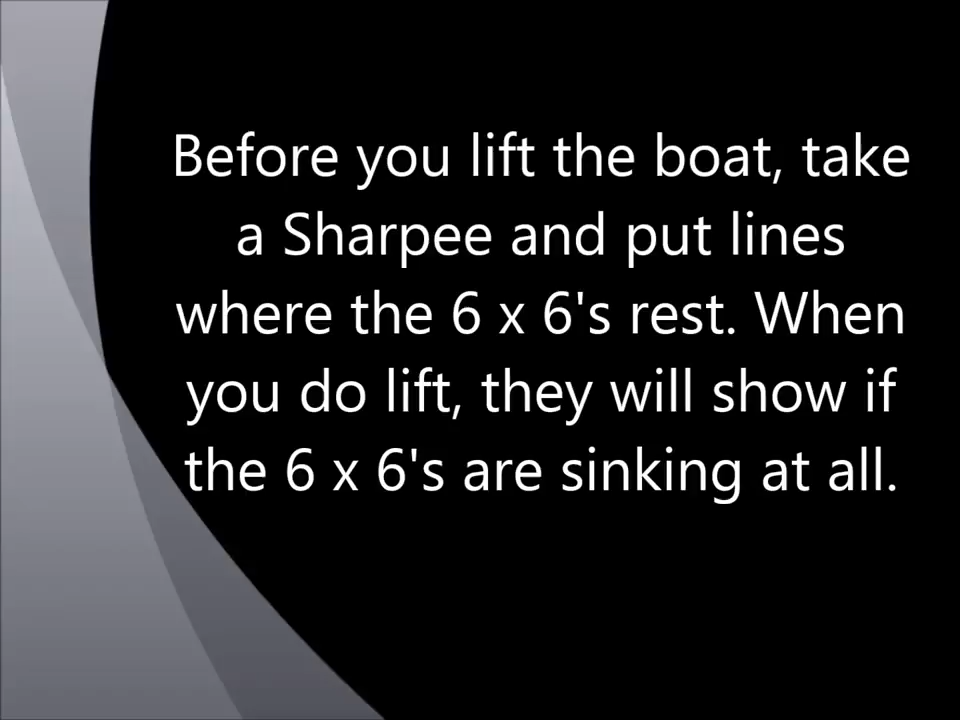 Before you lift the boat, take
a Sharpee and put lines
where the 6 x 6's rest. When
you do lift, they will show if
the 6 x 6's are sinking at all.